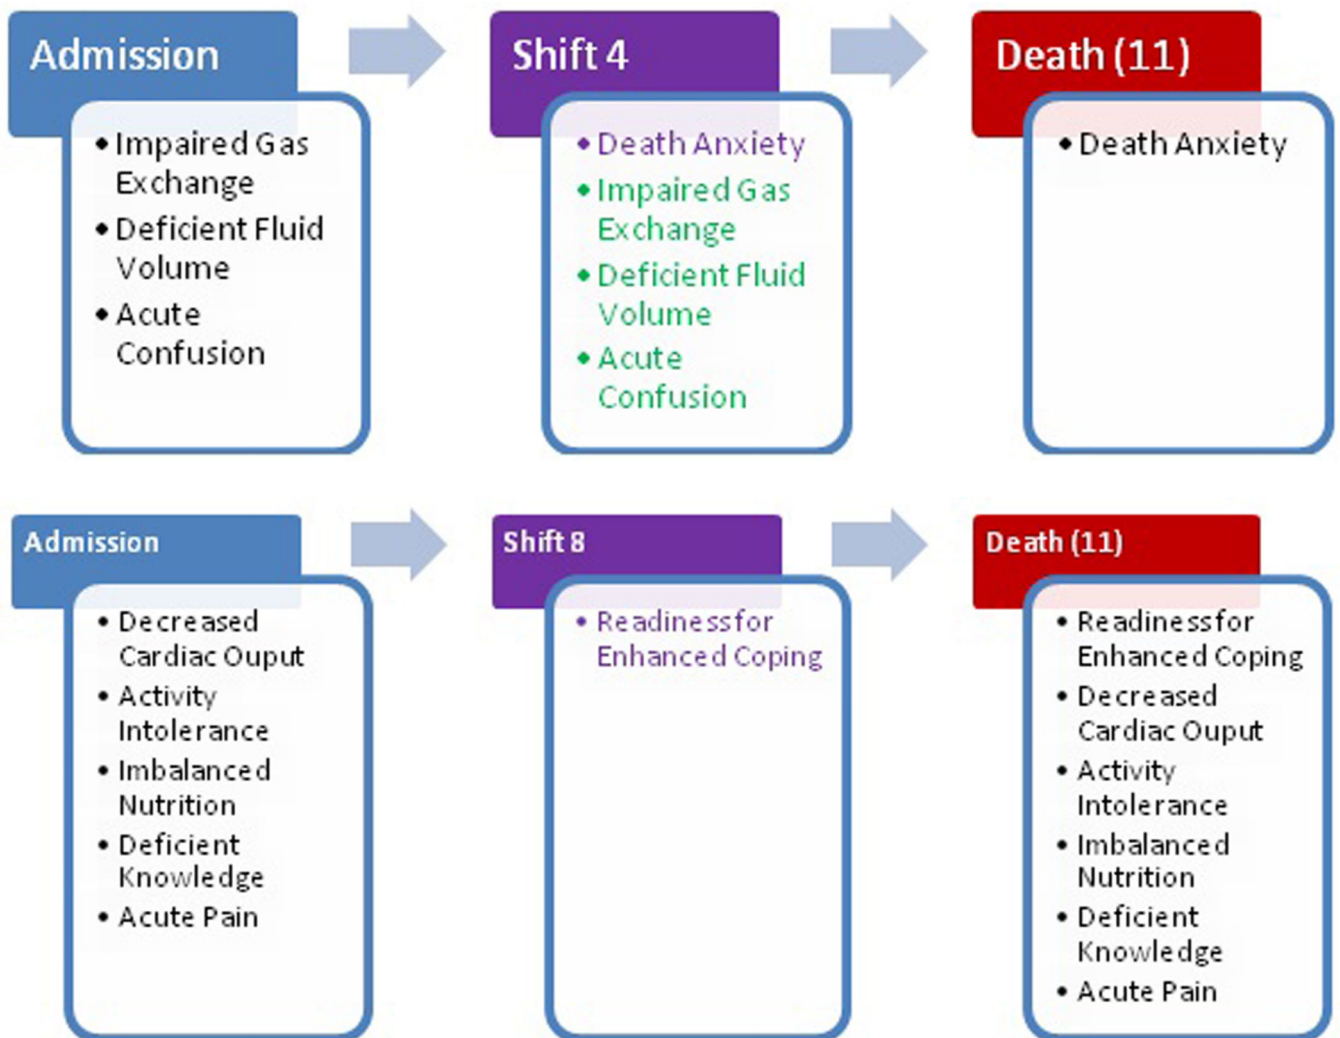 Admission
• Impaired Gas
Exchange
• Deficient Fluid
Volume
• Acute
Confusion
Shift 4
• Death Anxiety
• Impaired Gas
Exchange
• Deficient Fluid
Volume
• Acute
Confusion
Death (11)
• Death Anxiety
Admission
• Decreased
Cardiac Ouput
• Activity
Intolerance
• Imbalanced
Nutrition
• Deficient
Knowledge
• Acute Pain
Shift 8
• Readiness for
Enhanced Coping
Death (11)
• Readiness for
Enhanced Coping
• Decreased
Cardiac Ouput
• Activity
Intolerance
• Imbalanced
Nutrition
• Deficient
Knowledge
• Acute Pain